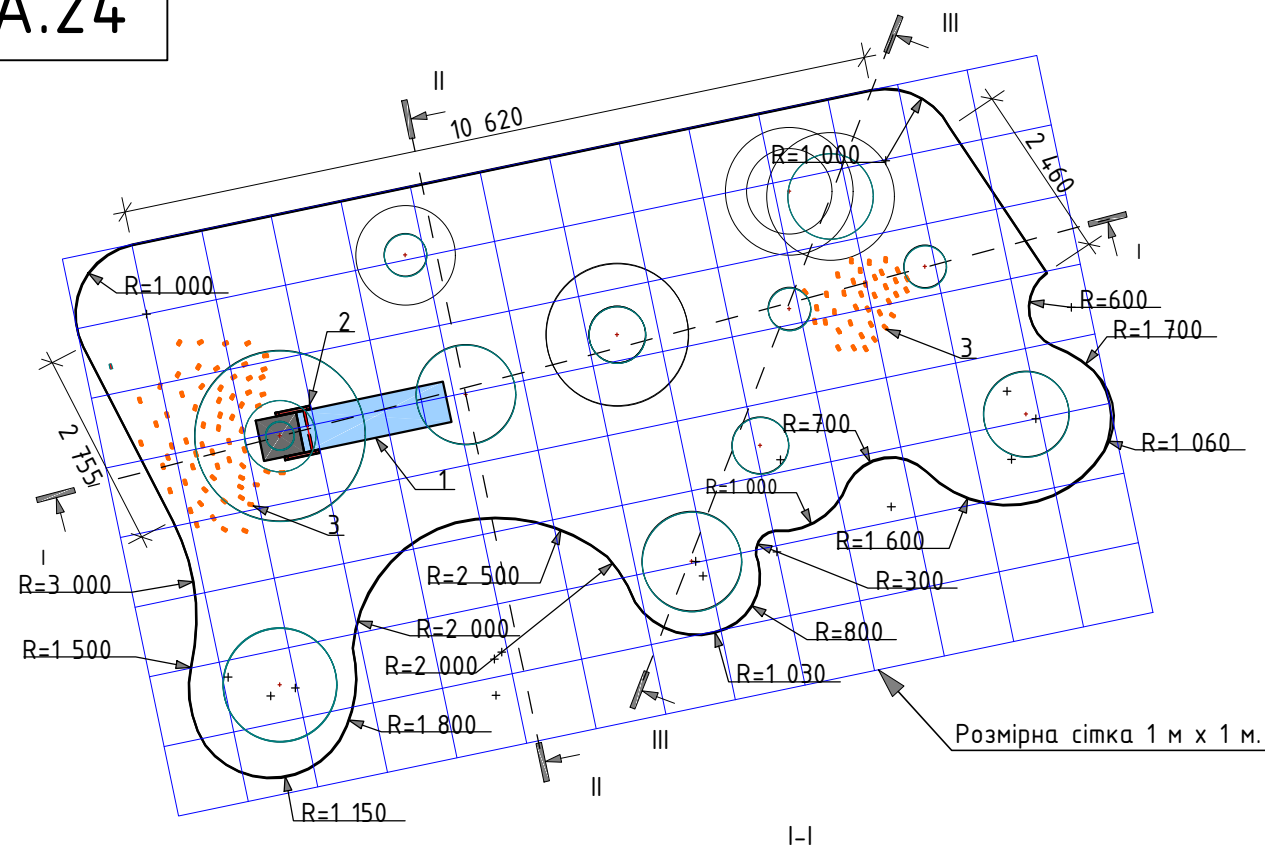 A.24
III
II
10 620
R=1 000
2 460
I
R=1 000
2
R=600
R=1 700
3
2 755
R=700
R=1 060
1
R=1 000
3
I
R=1 600
R=3 000
R=2 500
R=300
R=2 000
R=800
R=1 500
R=2 000
R=1 030
R=1 800
III
Розмірна сітка 1 м х 1 м.
II
R=1 150
I-I